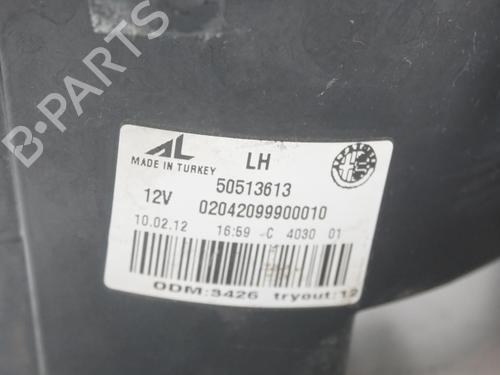 B-PARTS
AL LH
MADE IN TURKEY
50513613
12V 02042099900010
10.02.12 16:59 C 4030 01
ODM:3426 tryout:12